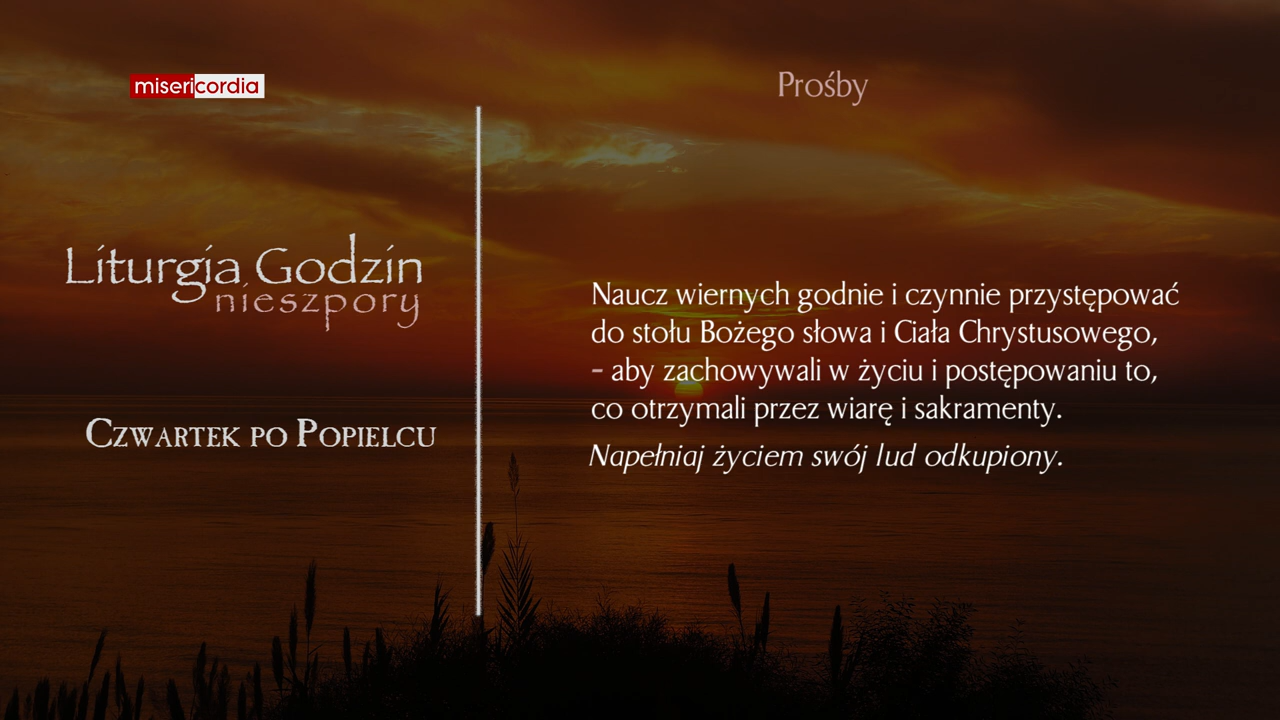 misericordia
Prośby
Liturgia Godzin
nieszpory
Czwartek po Popielcu
Naucz wiernych godnie i czynnie przystępować
do stołu Bożego słowa i Ciała Chrystusowego,
- aby zachowywali w życiu i postępowaniu to,
co otrzymali przez wiarę i sakramenty.
Napełniaj życiem swój lud odkupiony.